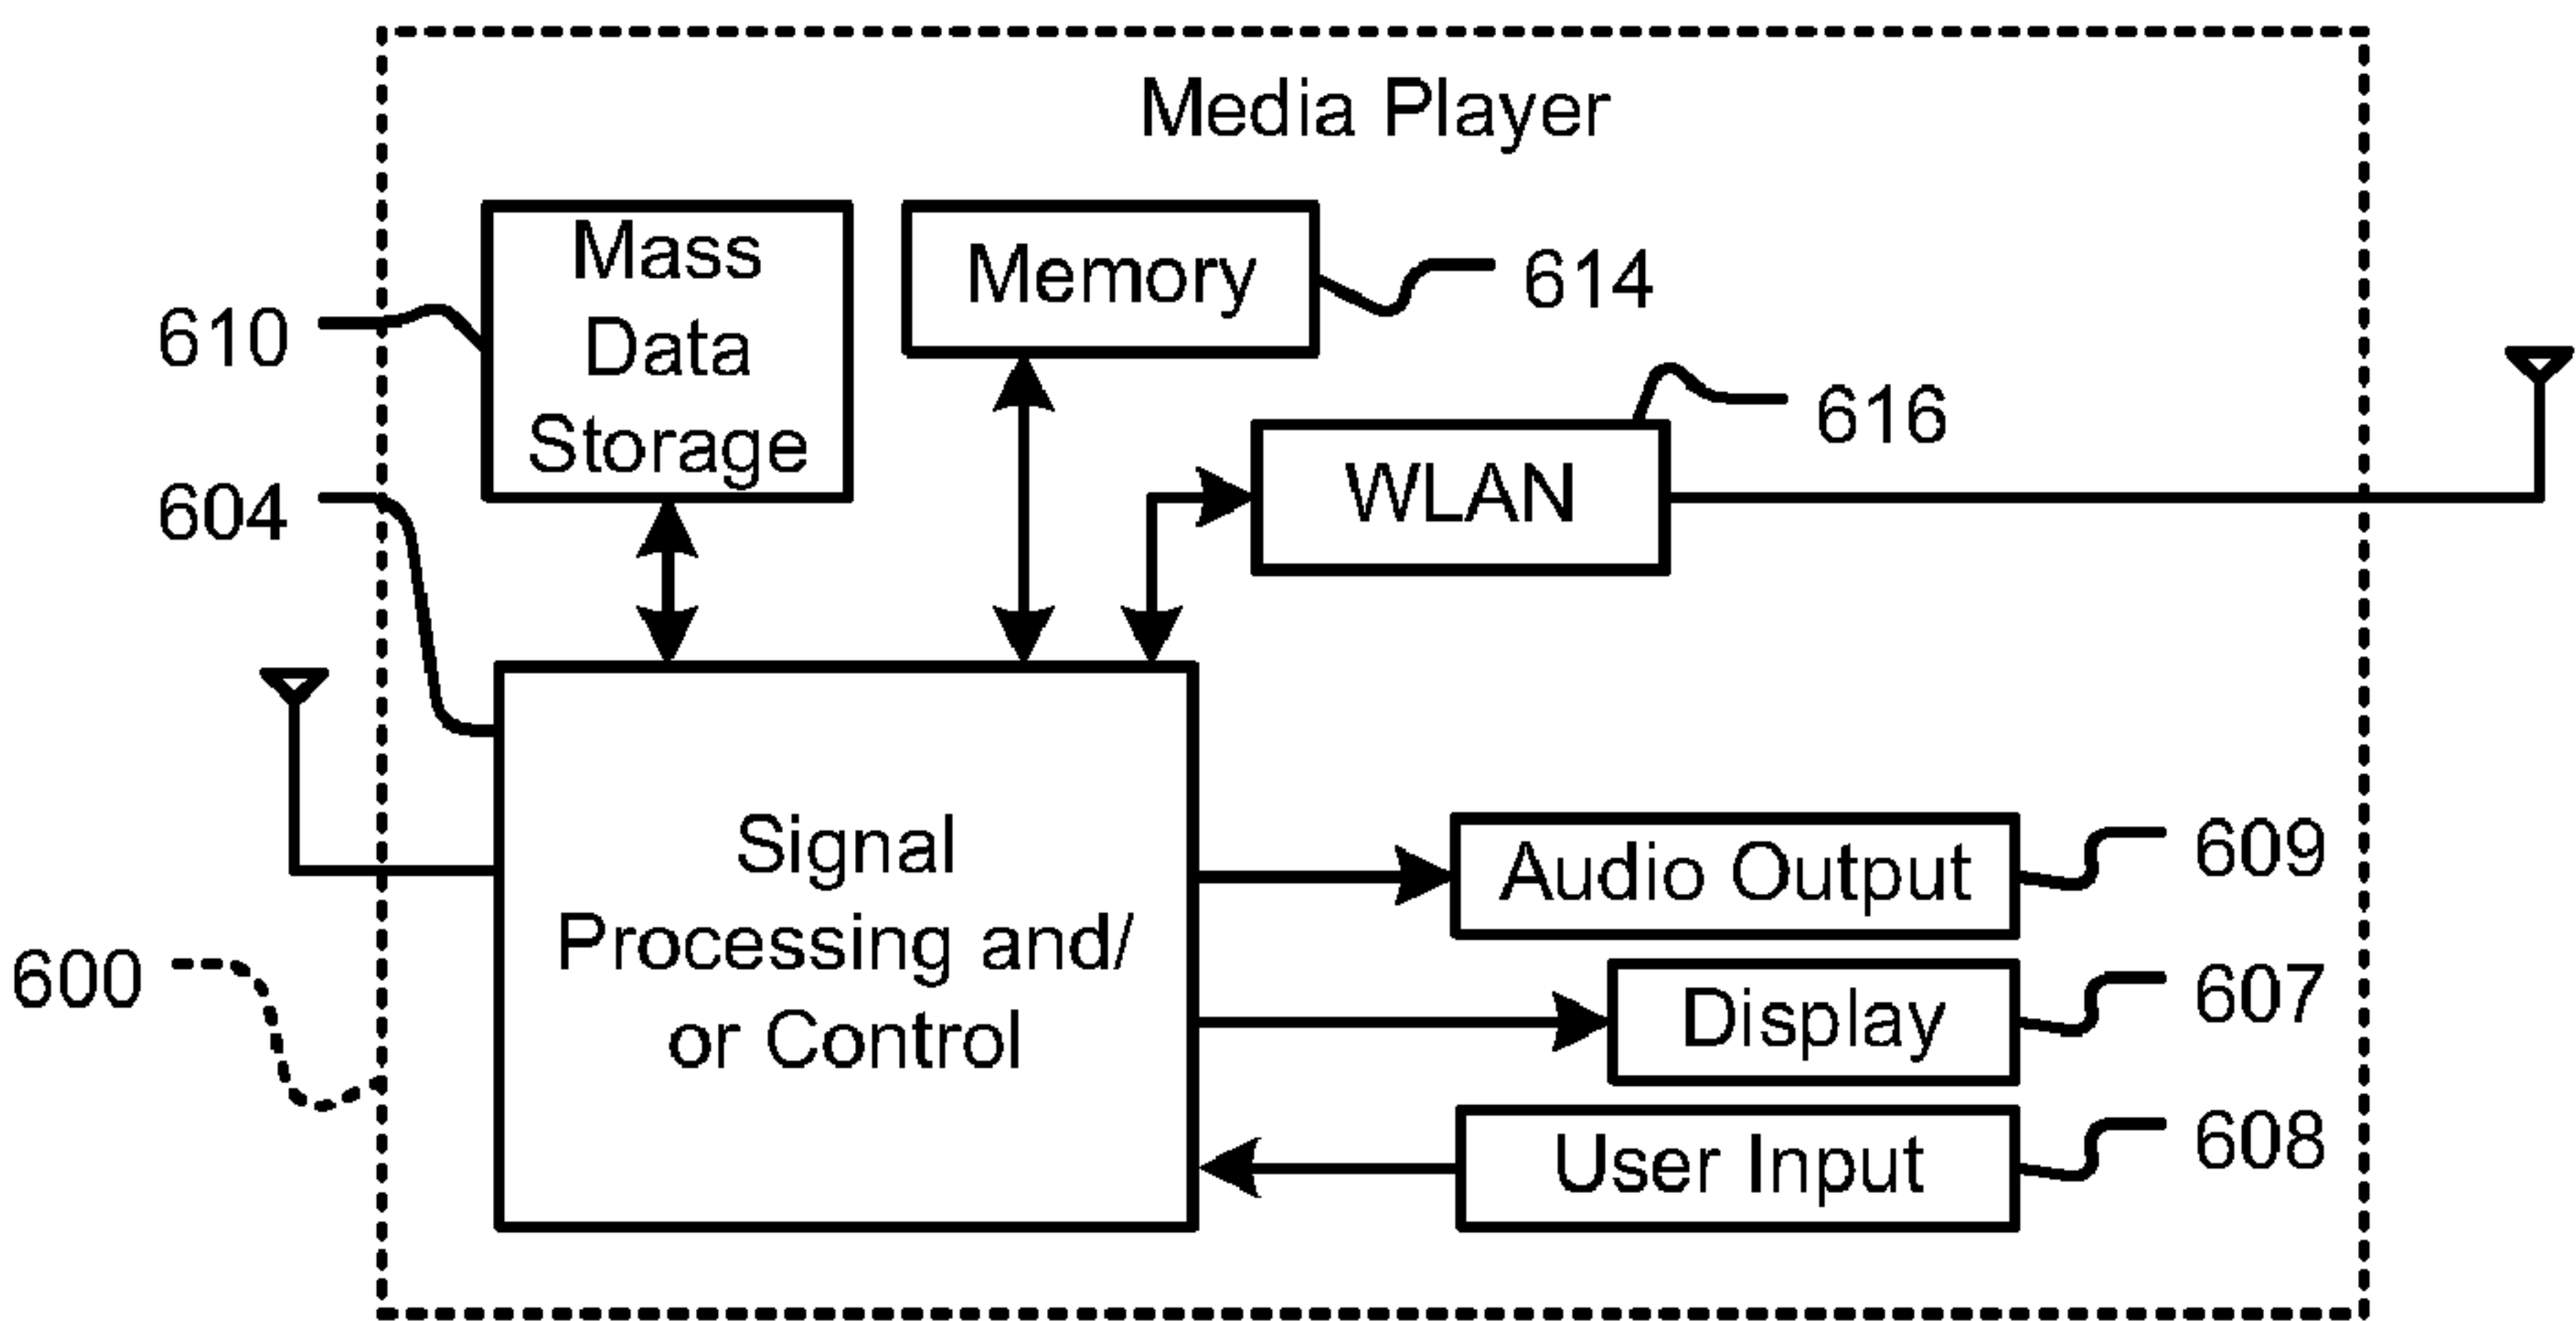 Media Player
Mass
Data
Storage
Memory
614
610
616
WLAN
604
Signal
Processing and/
or Control
Audio Output
609
600
Display
607
User Input
608